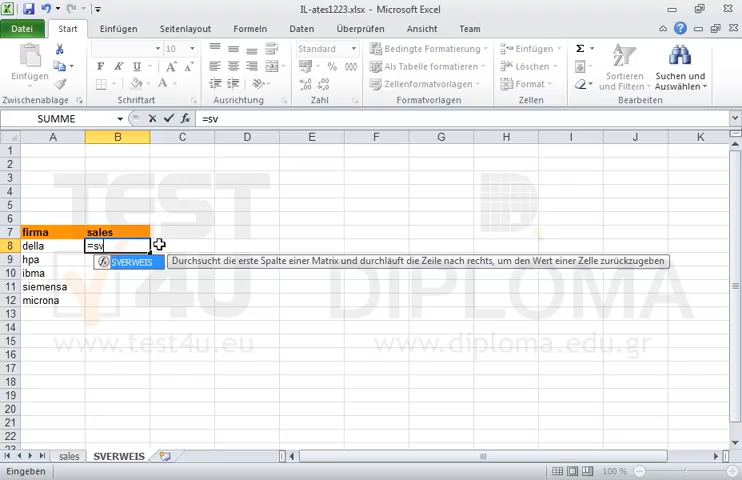 IL-ates1223.xlsx - Microsoft Excel
Datei Start Einfügen Seitenlayout Formeln Daten Überprüfen Ansicht Team
Einfügen
Zwischenablage
10
F K U
Schriftart
Ausrichtung
Standard
% 000
Zahl
Bedingte Formatierung
Als Tabelle formatieren
Zellenformatvorlagen
Formatvorlagen
Einfügen
Löschen
Format
Zellen
Sortieren und Filtern
Suchen und Auswählen
Bearbeiten
SUMME =sv
A B C D E F G H I J K
1
2
3
4
5
6
7 firma sales
8 della =sv
SVERWEIS Durchsucht die erste Spalte einer Matrix und durchläuft die Zeile nach rechts, um den Wert einer Zelle zurückzugeben
9 hpa
10 ibma
11 siemensa
12 microna
13
14
15
16
17
18
19
20
21
22
23
TEST
4U
www.test4u.eu
D.
DIPLOMA
www.diploma.edu.gr
sales SVERWEIS
Eingeben 100 %